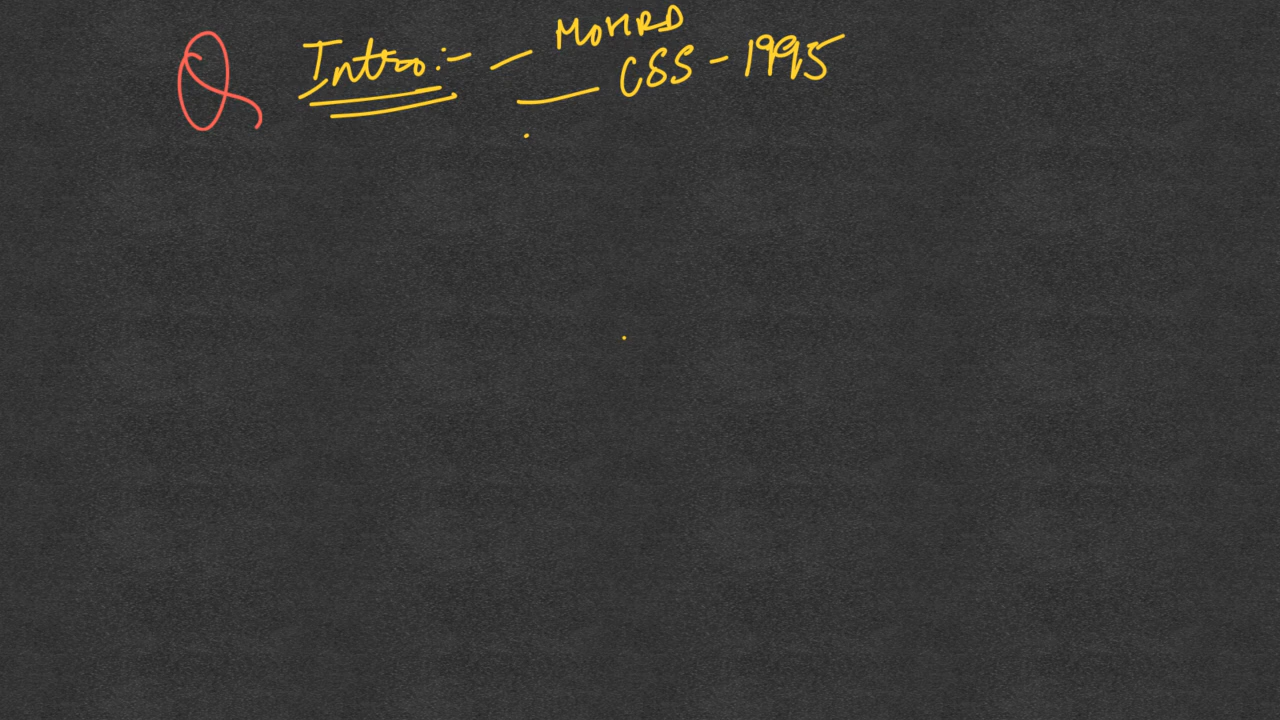 Q Intro:- — MOHRD
— CSS - 1995